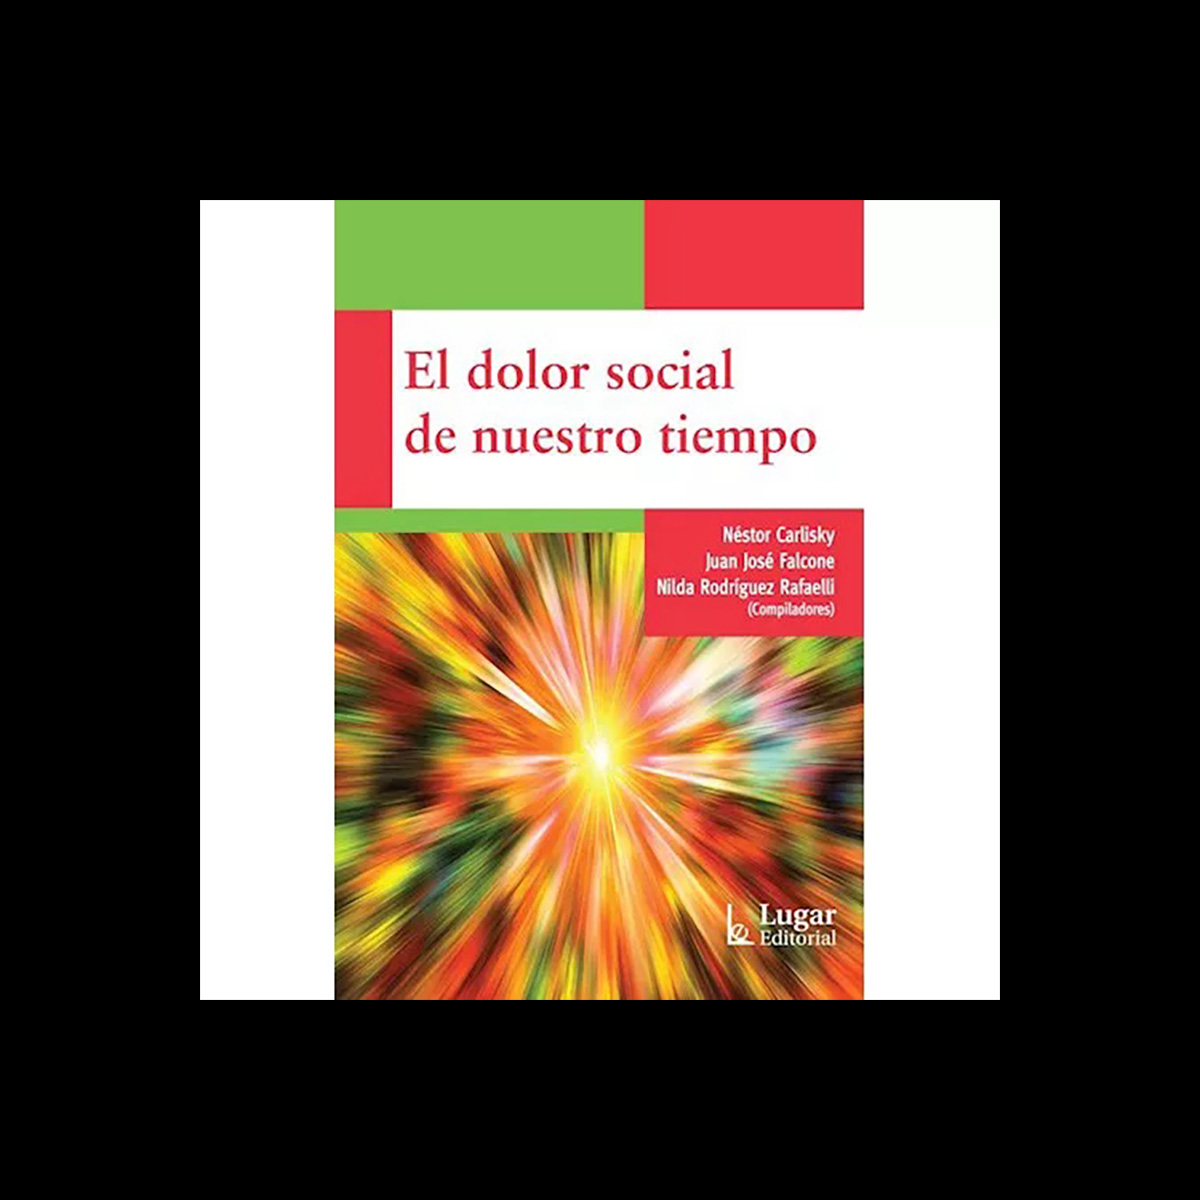 El dolor social
de nuestro tiempo
Néstor Carlisky
Juan José Falcone
Nilda Rodríguez Rafaelli
(Compiladores)
Lugar
Editorial